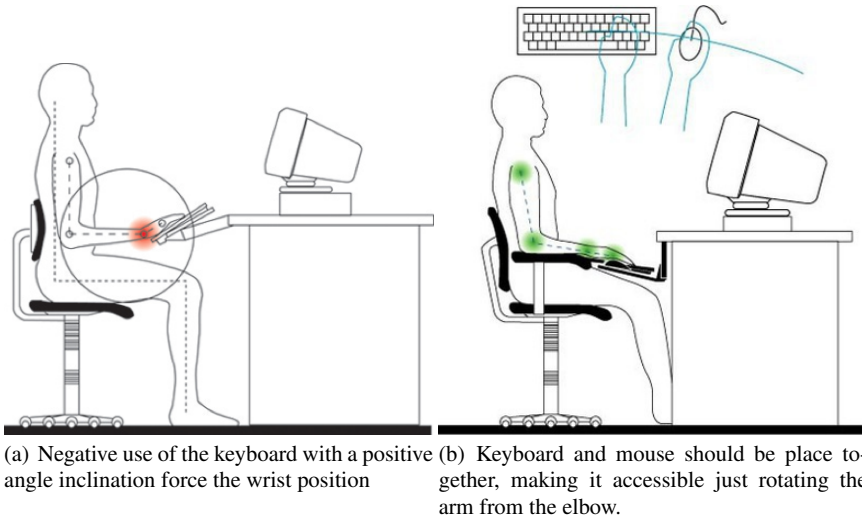 (a) Negative use of the keyboard with a positive
angle inclination force the wrist position
(b) Keyboard and mouse should be place to-
gether, making it accessible just rotating the
arm from the elbow.